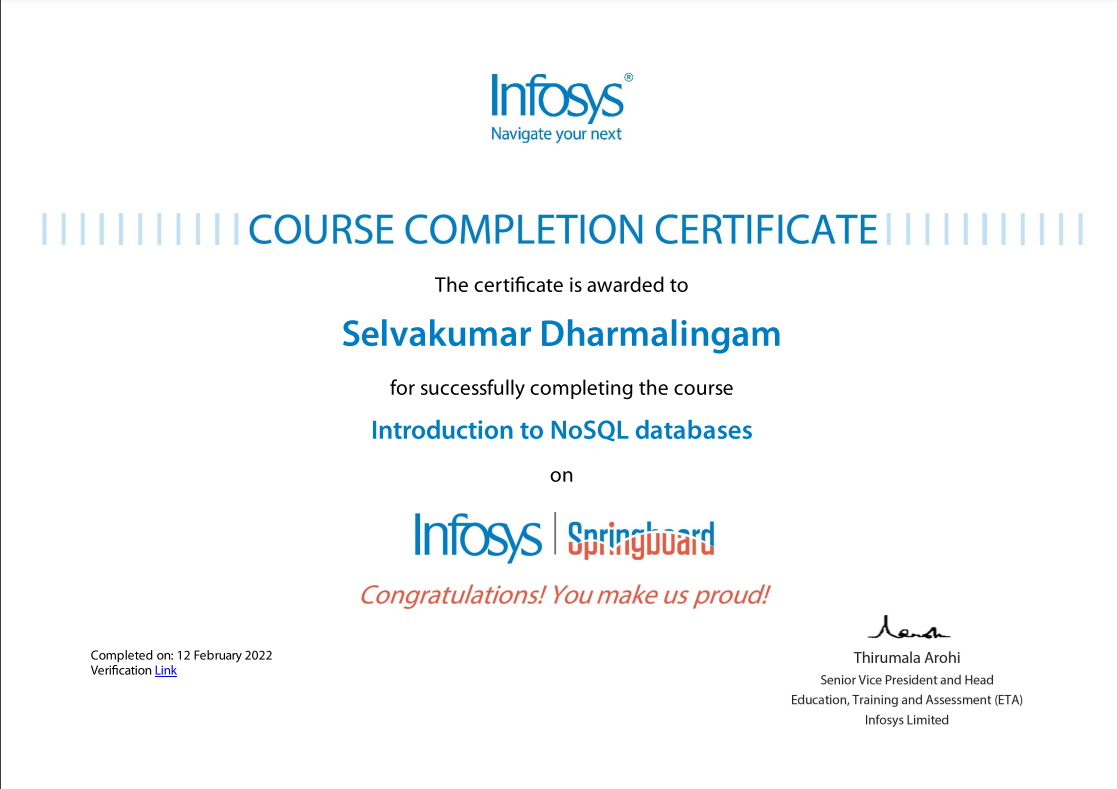 Infosys®
Navigate your next
COURSE COMPLETION CERTIFICATE
The certificate is awarded to
Selvakumar Dharmalingam
for successfully completing the course
Introduction to NoSQL databases
on
Infosys | Springboard
Congratulations! You make us proud!
Completed on: 12 February 2022
Verification Link
Thirumala Arohi
Senior Vice President and Head
Education, Training and Assessment (ETA)
Infosys Limited